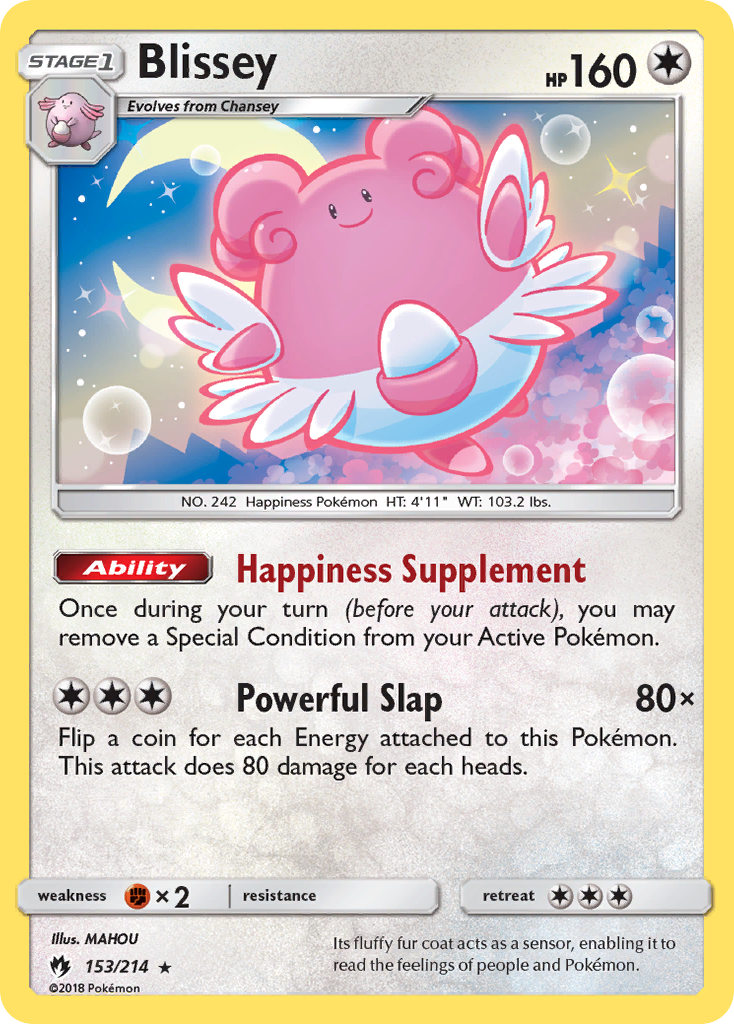 STAGE1 Blissey HP 160
Evolves from Chansey
NO. 242 Happiness Pokémon HT: 4'11" WT: 103.2 lbs.
Ability Happiness Supplement
Once during your turn (before your attack), you may
remove a Special Condition from your Active Pokémon.
Powerful Slap 80×
Flip a coin for each Energy attached to this Pokémon.
This attack does 80 damage for each heads.
weakness × 2 resistance retreat
Illus. MAHOU
153/214 ★
©2018 Pokémon
Its fluffy fur coat acts as a sensor, enabling it to
read the feelings of people and Pokémon.